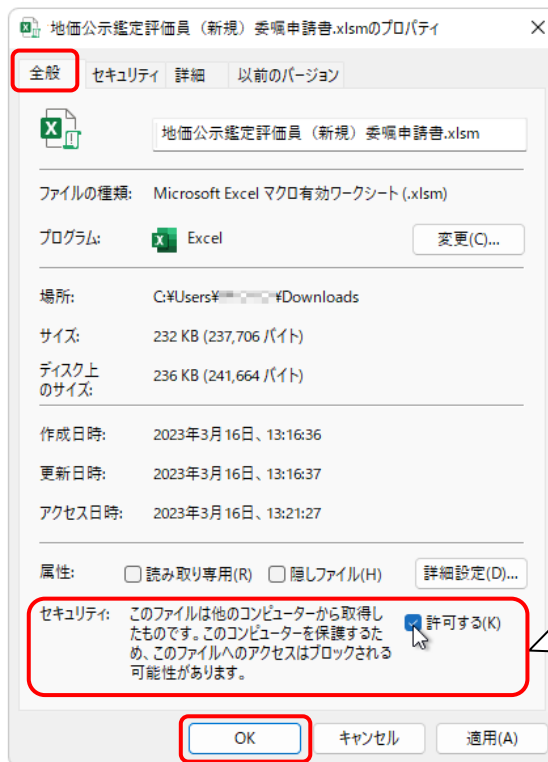 地価公示鑑定評価員（新規）委嘱申請書.xlsmのプロパティ
全般 セキュリティ 詳細 以前のバージョン
地価公示鑑定評価員（新規）委嘱申請書.xlsm
ファイルの種類: Microsoft Excel マクロ有効ワークシート (.xlsm)
プログラム: Excel 変更(C)...
場所: C:¥Users¥ ¥Downloads
サイズ: 232 KB (237,706 バイト)
ディスク上
のサイズ: 236 KB (241,664 バイト)
作成日時: 2023年3月16日、13:16:36
更新日時: 2023年3月16日、13:16:37
アクセス日時: 2023年3月16日、13:21:27
属性: 読み取り専用(R) 隠しファイル(H) 詳細設定(D)...
セキュリティ: このファイルは他のコンピューターから取得し 許可する(K)
たものです。このコンピューターを保護するた
め、このファイルへのアクセスはブロックされる
可能性があります。
OK キャンセル 適用(A)